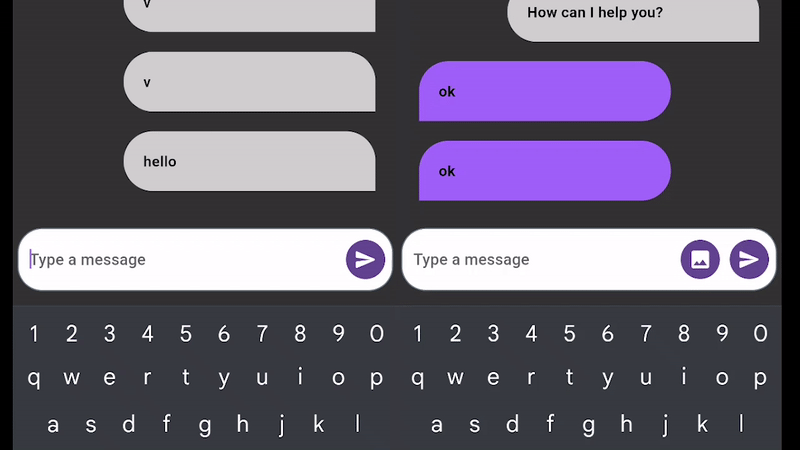 v
v
hello
Type a message
1 2 3 4 5 6 7 8 9 0
q w e r t y u i o p
a s d f g h j k l
How can I help you?
ok
ok
Type a message
1 2 3 4 5 6 7 8 9 0
q w e r t y u i o p
a s d f g h j k l